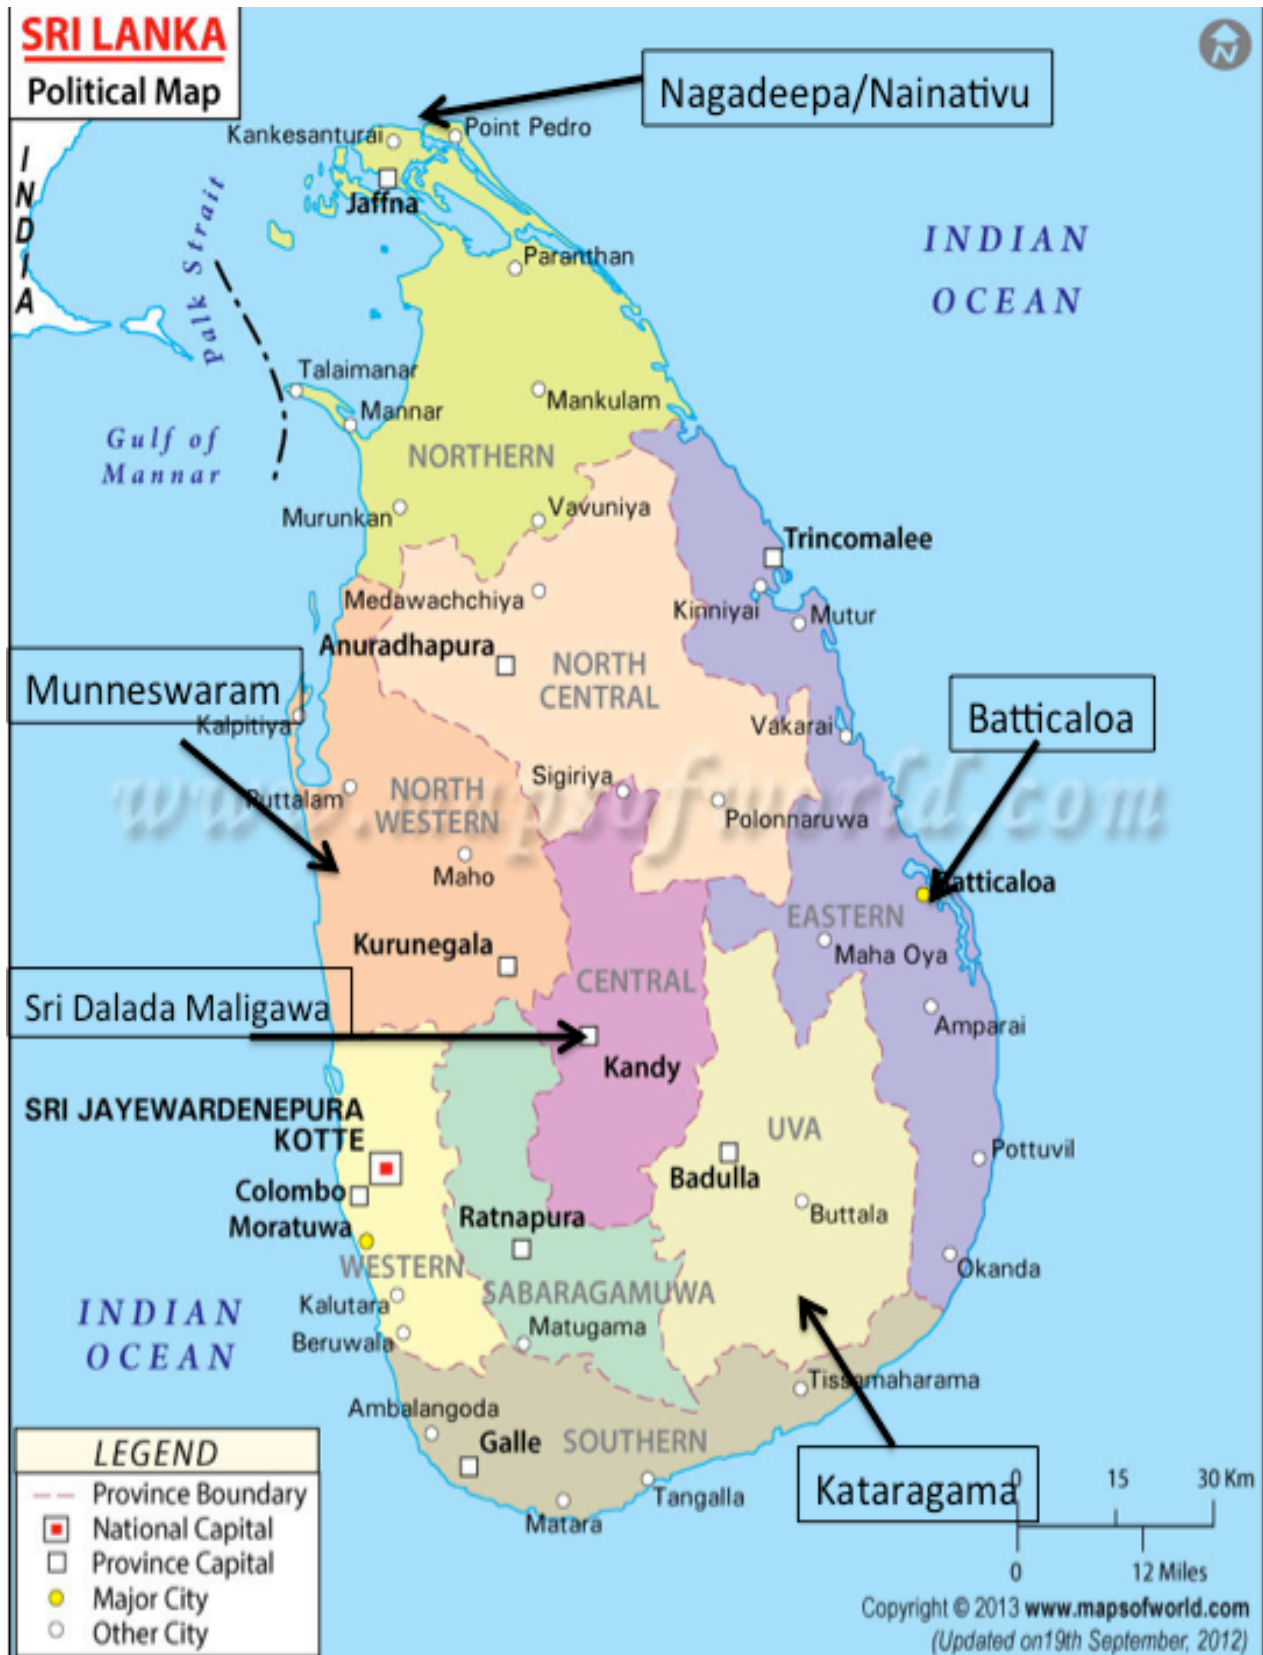 SRI LANKA
Political Map
Nagadeepa/Nainativu
Kankesanturai
Point Pedro
INDIA
Jaffna
Palk Strait
INDIAN
OCEAN
Paranthan
Talaimanar
Mannar
Mankulam
Gulf of
Mannar
NORTHERN
Murunkan
Vavuniya
Trincomalee
Medawachchiya
Kinniyai
Mutur
Anuradhapura
NORTH
CENTRAL
Munneswaram
Kalpitiya
Batticaloa
Vakarai
Sigiriya
Puttalam
NORTH
WESTERN
Polonnaruwa
www.mapsofworld.com
Maho
Batticaloa
EASTERN
Kurunegala
Maha Oya
CENTRAL
Sri Dalada Maligawa
Amparai
Kandy
SRI JAYEWARDENEPURA
KOTTE
UVA
Pottuvil
Badulla
Colombo
Buttala
Moratuwa
Ratnapura
WESTERN
Okanda
SABARAGAMUWA
Kalutara
INDIAN
OCEAN
Matugama
Beruwala
Tissamaharama
Ambalangoda
Galle
SOUTHERN
Kataragama
Tangalla
Matara
LEGEND
Province Boundary
National Capital
Province Capital
Major City
Other City
0 15 30 Km
0 12 Miles
Copyright © 2013 www.mapsofworld.com
(Updated on19th September, 2012)
N